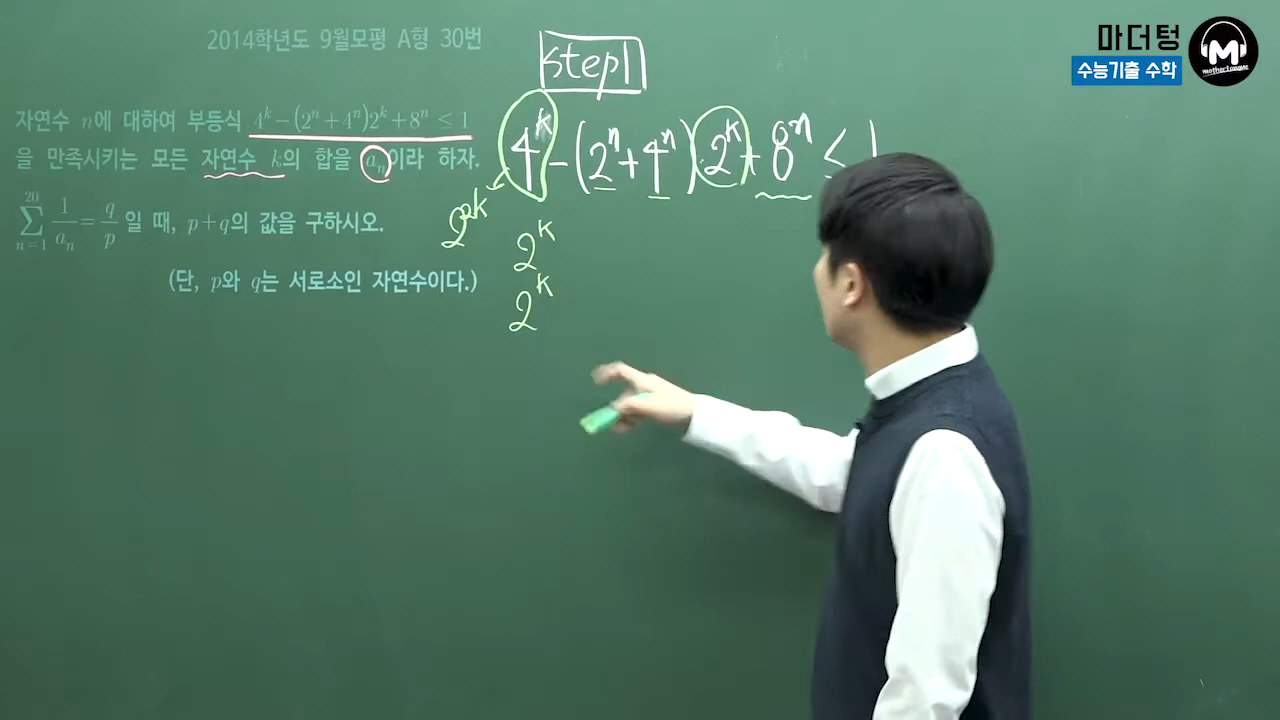 2014학년도 9월모평 A형 30번
자연수 n에 대하여 부등식 4^k-(2^n+4^n)2^k+8^n ≤ 1
을 만족시키는 모든 자연수 k의 합을 a_n이라 하자.
\sum_{n=1}^{20} \frac{1}{a_n} = \frac{q}{p} 일 때, p+q의 값을 구하시오.
(단, p와 q는 서로소인 자연수이다.)
step1
4^k-(2^n+4^n)·2^k+8^n ≤ 1
2^{2k}
2^k
2^k
마더텅
수능기출 수학
M
mothertongue